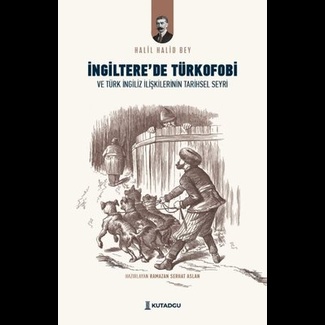 HALİL HALİD BEY
İNGİLTERE'DE TÜRKOFOBİ
VE TÜRK İNGİLİZ İLİŞKİLERİNİN TARİHSEL SEYRİ
HAZIRLAYAN RAMAZAN SERHAT ASLAN
KUTADGU